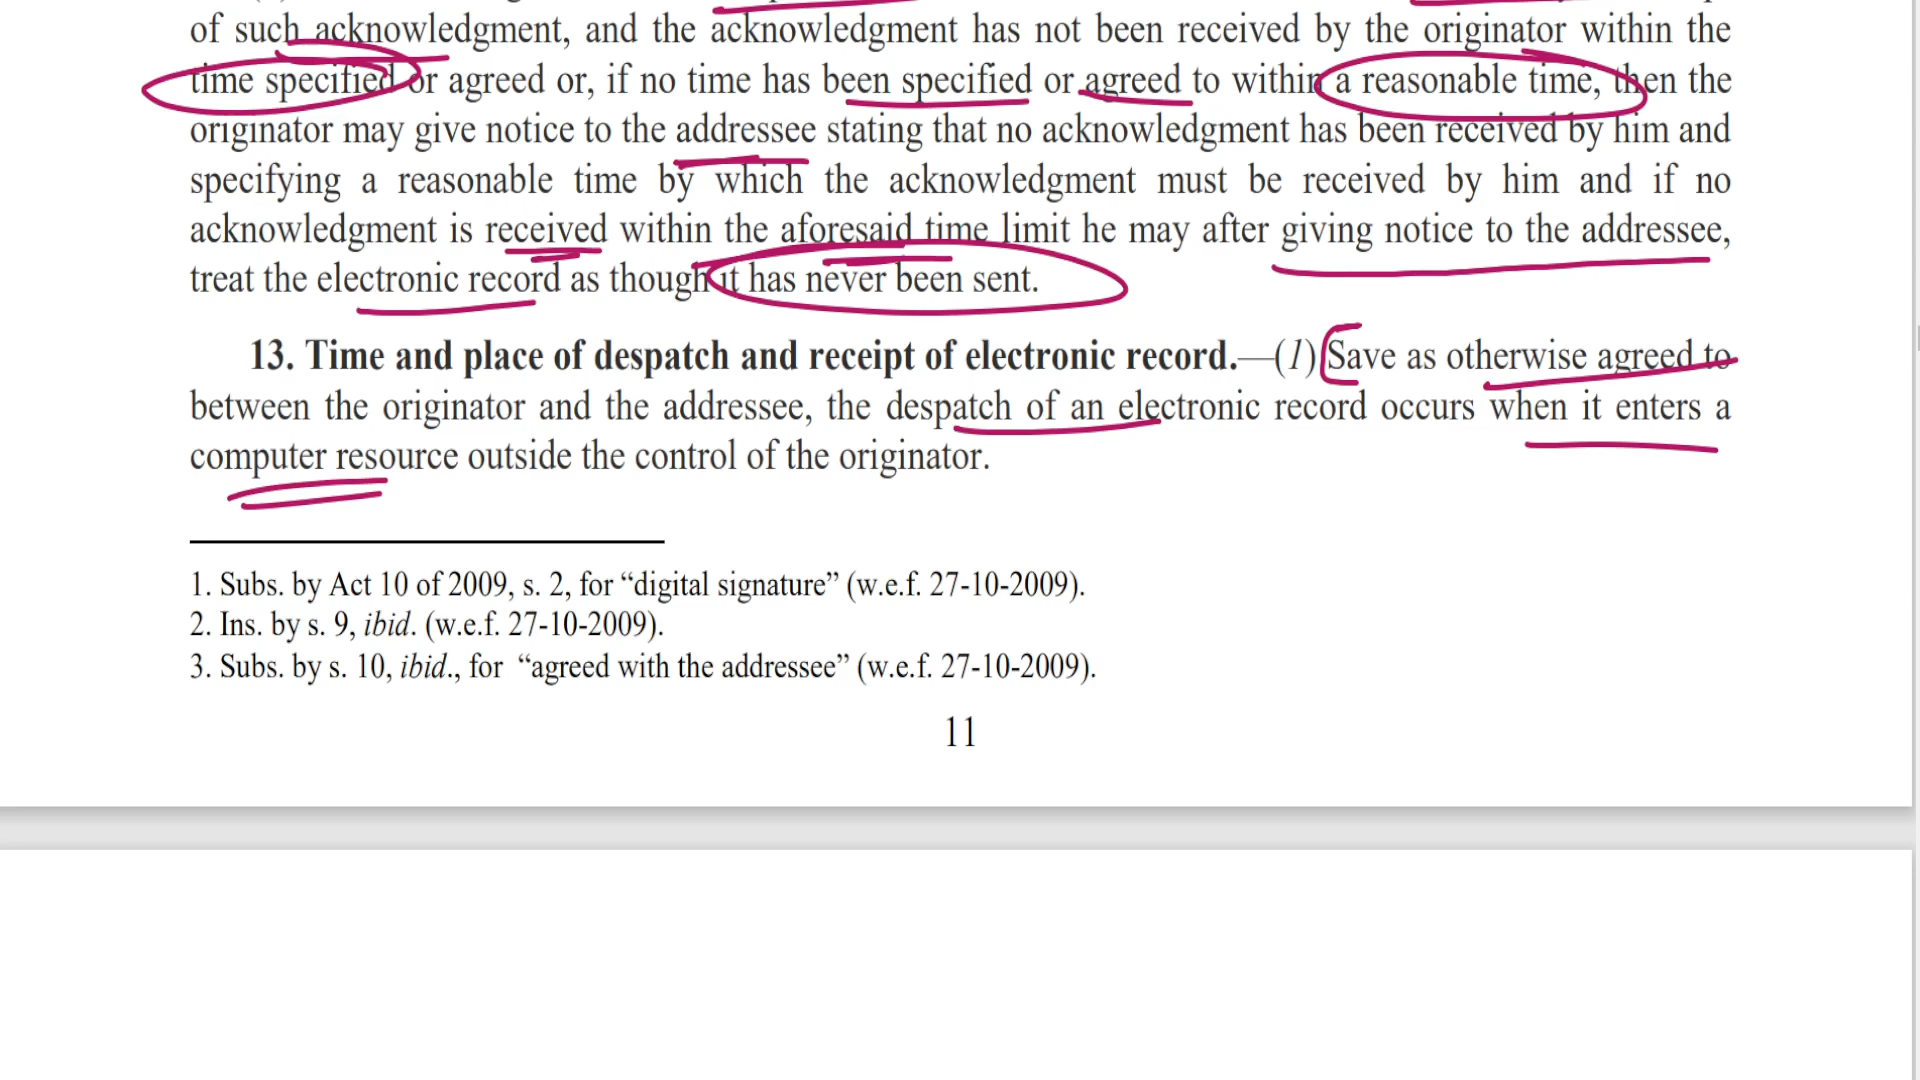 of such acknowledgment, and the acknowledgment has not been received by the originator within the
time specified or agreed or, if no time has been specified or agreed to within a reasonable time, then the
originator may give notice to the addressee stating that no acknowledgment has been received by him and
specifying a reasonable time by which the acknowledgment must be received by him and if no
acknowledgment is received within the aforesaid time limit he may after giving notice to the addressee,
treat the electronic record as though it has never been sent.
13. Time and place of despatch and receipt of electronic record.—(1) Save as otherwise agreed to
between the originator and the addressee, the despatch of an electronic record occurs when it enters a
computer resource outside the control of the originator.
1. Subs. by Act 10 of 2009, s. 2, for “digital signature” (w.e.f. 27-10-2009).
2. Ins. by s. 9, ibid. (w.e.f. 27-10-2009).
3. Subs. by s. 10, ibid., for “agreed with the addressee” (w.e.f. 27-10-2009).
11